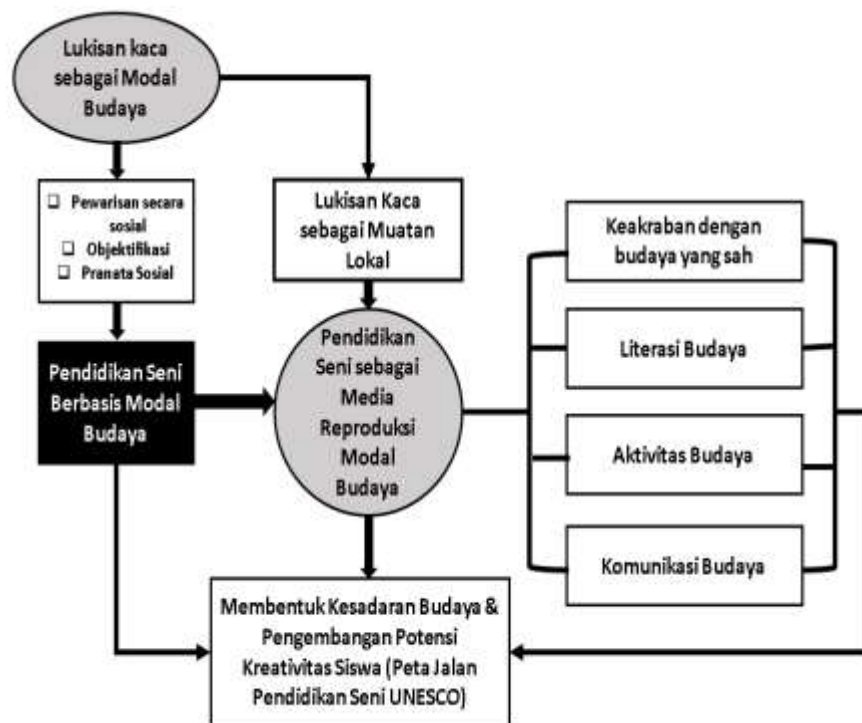 Lukisan kaca
sebagai Modal
Budaya
❑ Pewarisan secara
sosial
❑ Objektifikasi
❑ Pranata Sosial
Lukisan Kaca
sebagai Muatan
Lokal
Pendidikan Seni
Berbasis Modal
Budaya
Pendidikan
Seni sebagai
Media
Reproduksi
Modal
Budaya
Keakraban dengan
budaya yang sah
Literasi Budaya
Aktivitas Budaya
Komunikasi Budaya
Membentuk Kesadaran Budaya &
Pengembangan Potensi
Kreativitas Siswa (Peta Jalan
Pendidikan Seni UNESCO)